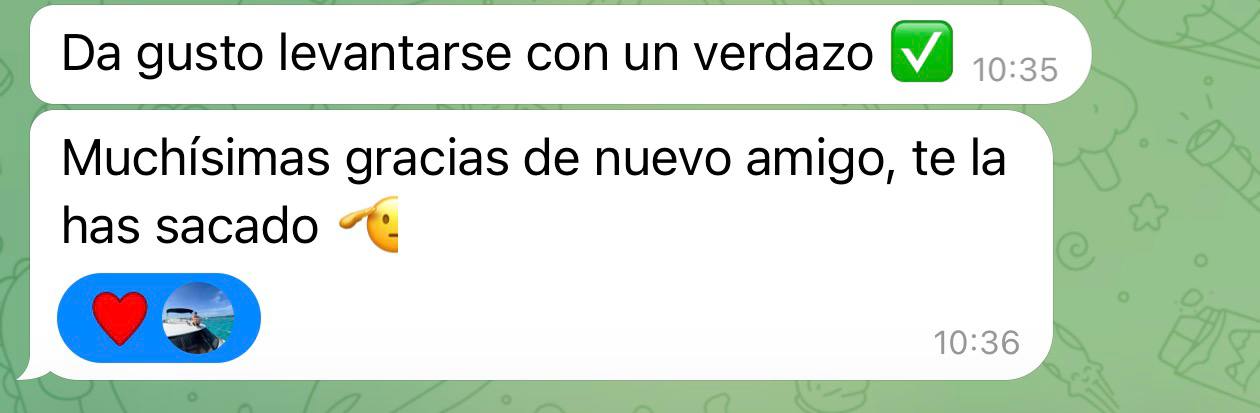 Da gusto levantarse con un verdazo ✅ 10:35
Muchísimas gracias de nuevo amigo, te la
has sacado 🫡
10:36